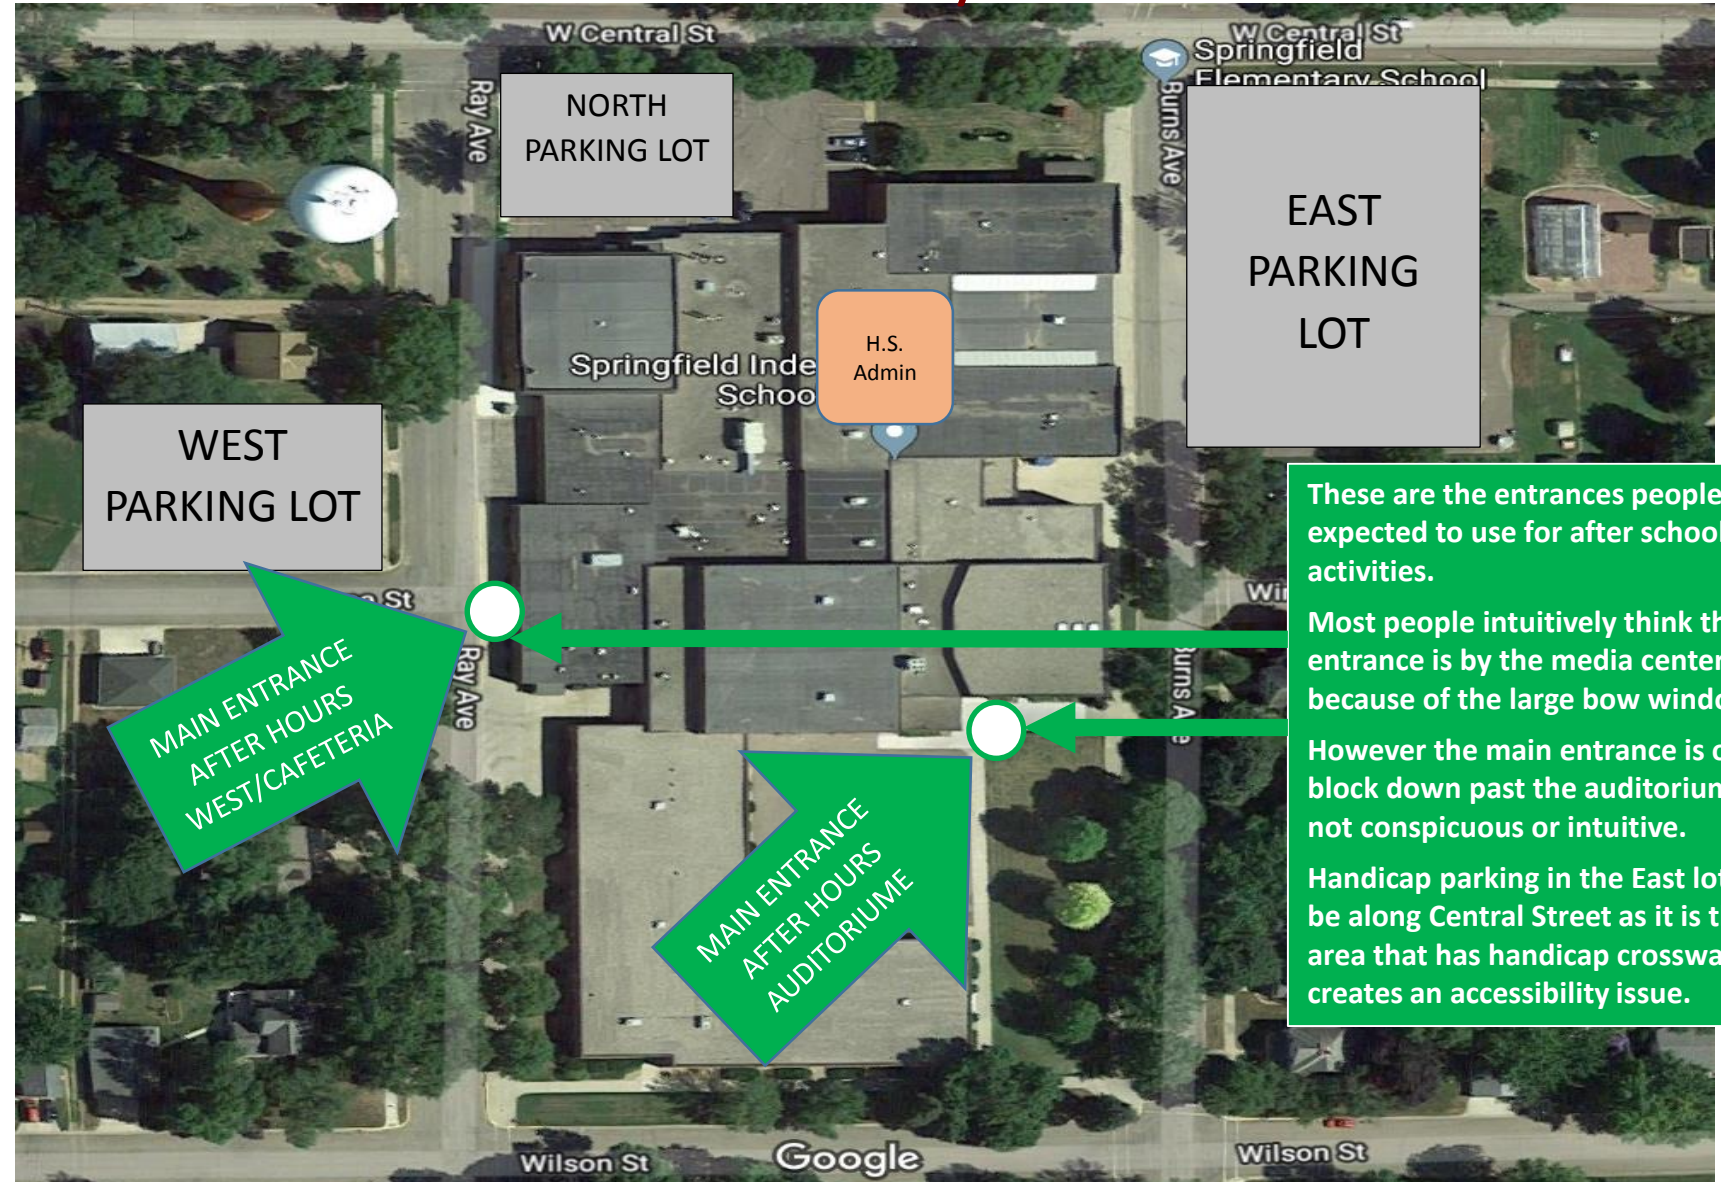 W Central St
W Central St
Springfield
Elementary School
Ray Ave
Burns Ave
NORTH
PARKING LOT
EAST
PARKING
LOT
H.S.
Admin
Springfield Inde
Schoo
WEST
PARKING LOT
St
These are the entrances people
expected to use for after school
activities.
Most people intuitively think th
entrance is by the media center
because of the large bow windo
However the main entrance is o
block down past the auditorium
not conspicuous or intuitive.
Handicap parking in the East lot
be along Central Street as it is t
area that has handicap crosswa
creates an accessibility issue.
Ray Ave
Burns A e
MAIN ENTRANCE
AFTER HOURS
WEST/CAFETERIA
MAIN ENTRANCE
AFTER HOURS
AUDITORIUME
Wilson St
Google
Wilson St